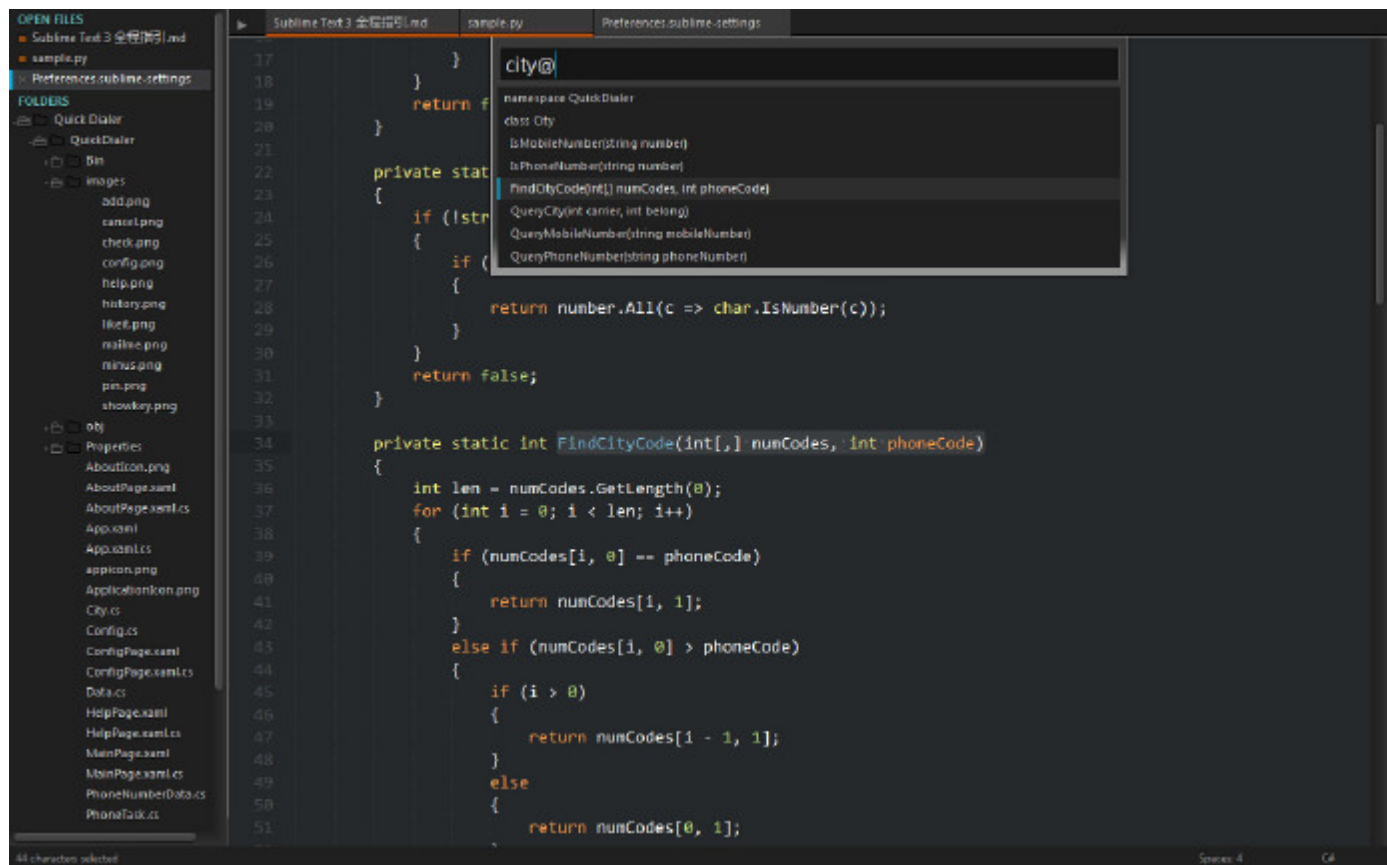 OPEN FILES
Sublime Text 3 全程指引.md
sample.py
Preferences.sublime-settings
FOLDERS
Quick Dialer
QuickDialer
Bin
images
add.png
cancel.png
check.png
config.png
help.png
history.png
likeit.png
mailme.png
minus.png
pin.png
showkey.png
obj
Properties
AboutIcon.png
AboutPage.xaml
AboutPage.xaml.cs
App.xaml
App.xaml.cs
appicon.png
ApplicationIcon.png
City.cs
Config.cs
ConfigPage.xaml
ConfigPage.xaml.cs
Data.cs
HelpPage.xaml
HelpPage.xaml.cs
MainPage.xaml
MainPage.xaml.cs
PhoneNumberData.cs
PhoneTask.cs
Sublime Text 3 全程指引.md
sample.py
Preferences.sublime-settings
city@
namespace QuickDialer
class City
IsMobileNumber(string number)
IsPhoneNumber(string number)
FindCityCode(int[,] numCodes, int phoneCode)
QueryCity(int carrier, int belong)
QueryMobileNumber(string mobileNumber)
QueryPhoneNumber(string phoneNumber)
17 }
18 }
19 return f
20 }
21
22 private stat
23 {
24 if (!str
25 {
26 if (
27 {
28 return number.All(c => char.IsNumber(c));
29 }
30 }
31 return false;
32 }
33
34 private static int FindCityCode(int[,] numCodes, int phoneCode)
35 {
36 int len = numCodes.GetLength(0);
37 for (int i = 0; i < len; i++)
38 {
39 if (numCodes[i, 0] == phoneCode)
40 {
41 return numCodes[i, 1];
42 }
43 else if (numCodes[i, 0] > phoneCode)
44 {
45 if (i > 0)
46 {
47 return numCodes[i - 1, 1];
48 }
49 else
50 {
51 return numCodes[0, 1];
44 characters selected
Spaces: 4
C#